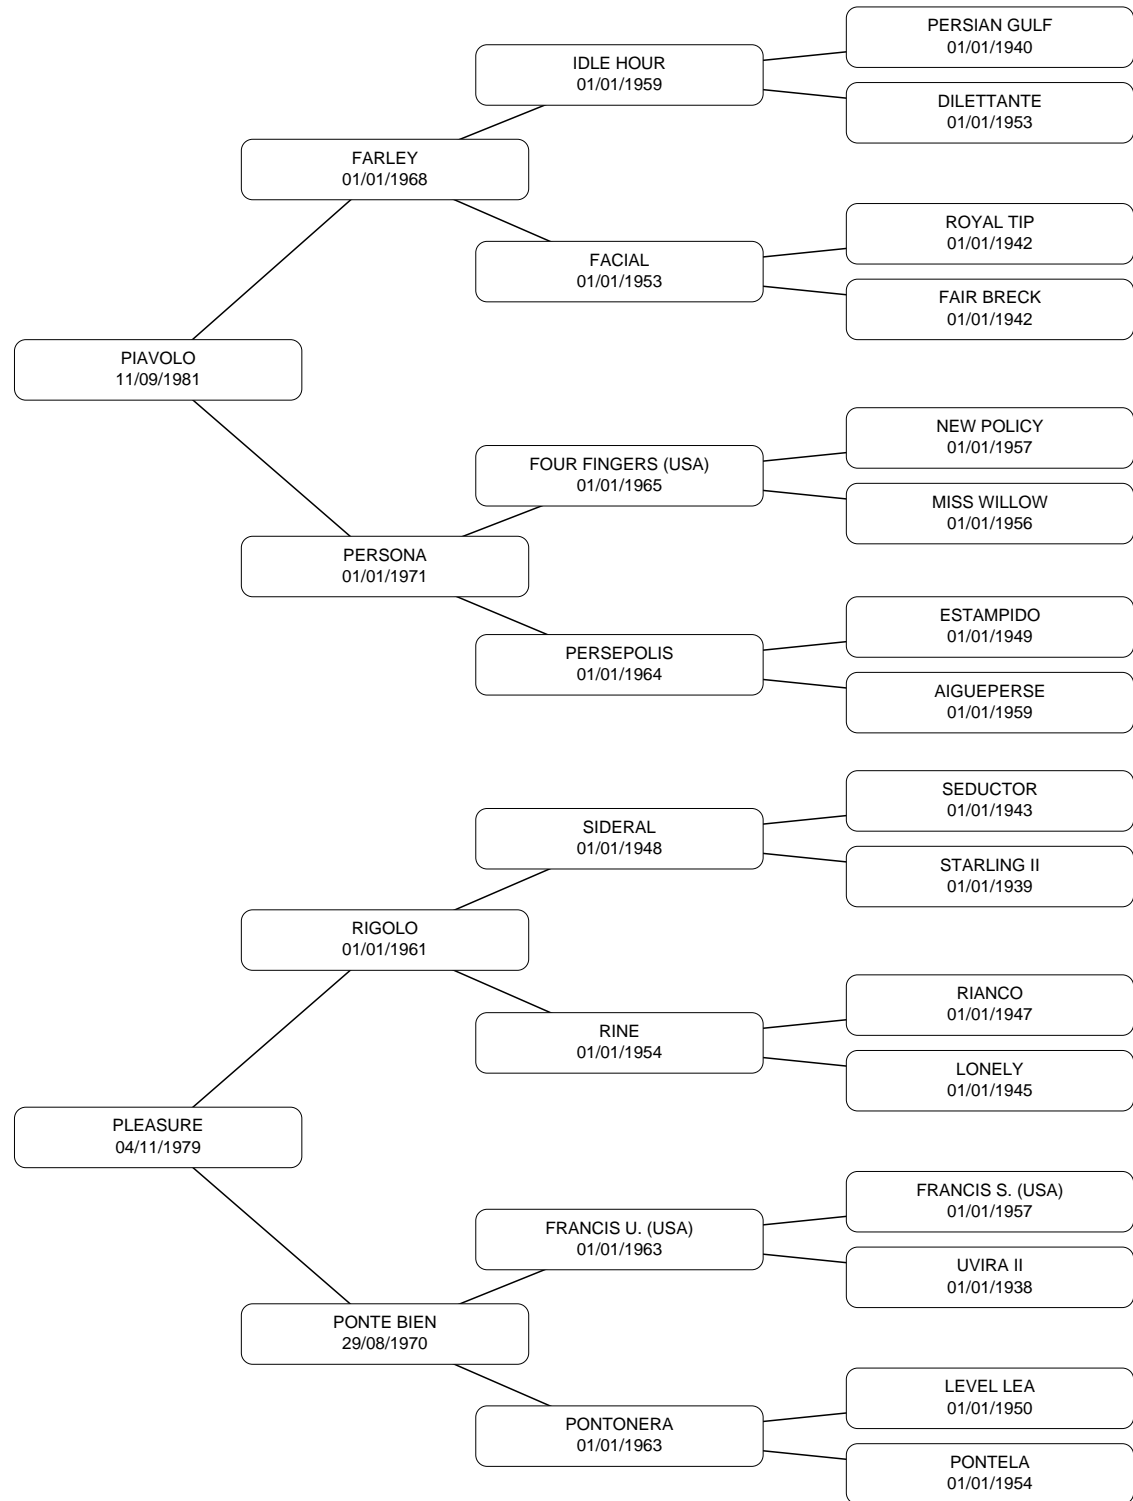 PERSIAN GULF
01/01/1940
IDLE HOUR
01/01/1959
DILETTANTE
01/01/1953
FARLEY
01/01/1968
ROYAL TIP
01/01/1942
FACIAL
01/01/1953
FAIR BRECK
01/01/1942
PIAVOLO
11/09/1981
NEW POLICY
01/01/1957
FOUR FINGERS (USA)
01/01/1965
MISS WILLOW
01/01/1956
PERSONA
01/01/1971
ESTAMPIDO
01/01/1949
PERSEPOLIS
01/01/1964
AIGUEPERSE
01/01/1959
SEDUCTOR
01/01/1943
SIDERAL
01/01/1948
STARLING II
01/01/1939
RIGOLO
01/01/1961
RIANCO
01/01/1947
RINE
01/01/1954
LONELY
01/01/1945
PLEASURE
04/11/1979
FRANCIS S. (USA)
01/01/1957
FRANCIS U. (USA)
01/01/1963
UVIRA II
01/01/1938
PONTE BIEN
29/08/1970
LEVEL LEA
01/01/1950
PONTONERA
01/01/1963
PONTELA
01/01/1954